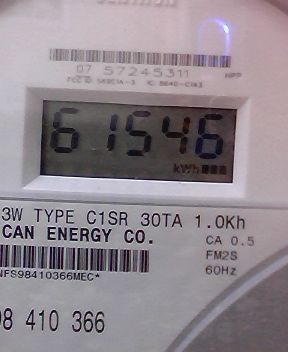 07 57245311
61546
kWh
3W TYPE C1SR 30TA 1.0Kh
CAN ENERGY CO.
CA 0.5
FM2S
60Hz
NFS98410366MEC*
98 410 366